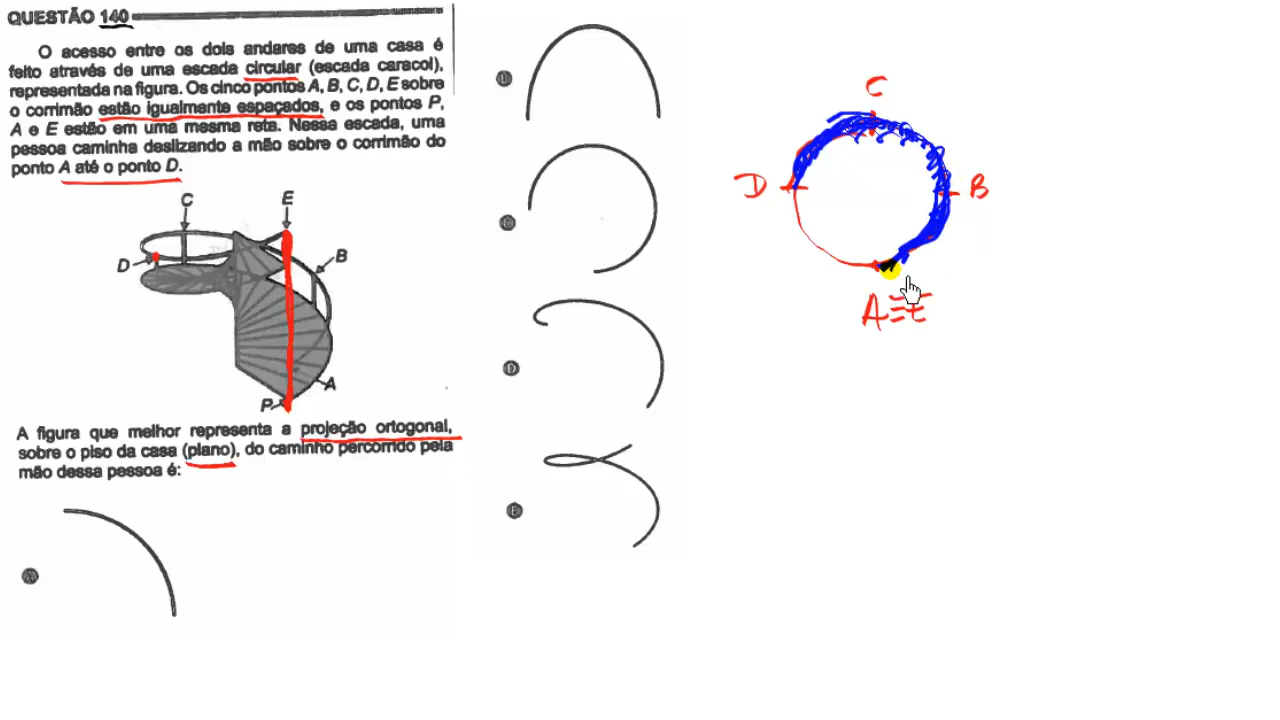 QUESTÃO 140
O acesso entre os dois andares de uma casa é
feito através de uma escada circular (escada caracol),
representada na figura. Os cinco pontos A, B, C, D, E sobre
o corrimão estão igualmente espaçados, e os pontos P,
A e E estão em uma mesma reta. Nessa escada, uma
pessoa caminha deslizando a mão sobre o corrimão do
ponto A até o ponto D.
C
E
D
B
A
P
A figura que melhor representa a projeção ortogonal,
sobre o piso da casa (plano), do caminho percorrido pela
mão dessa pessoa é:
A
B
C
D
E
C
D
B
A≡E